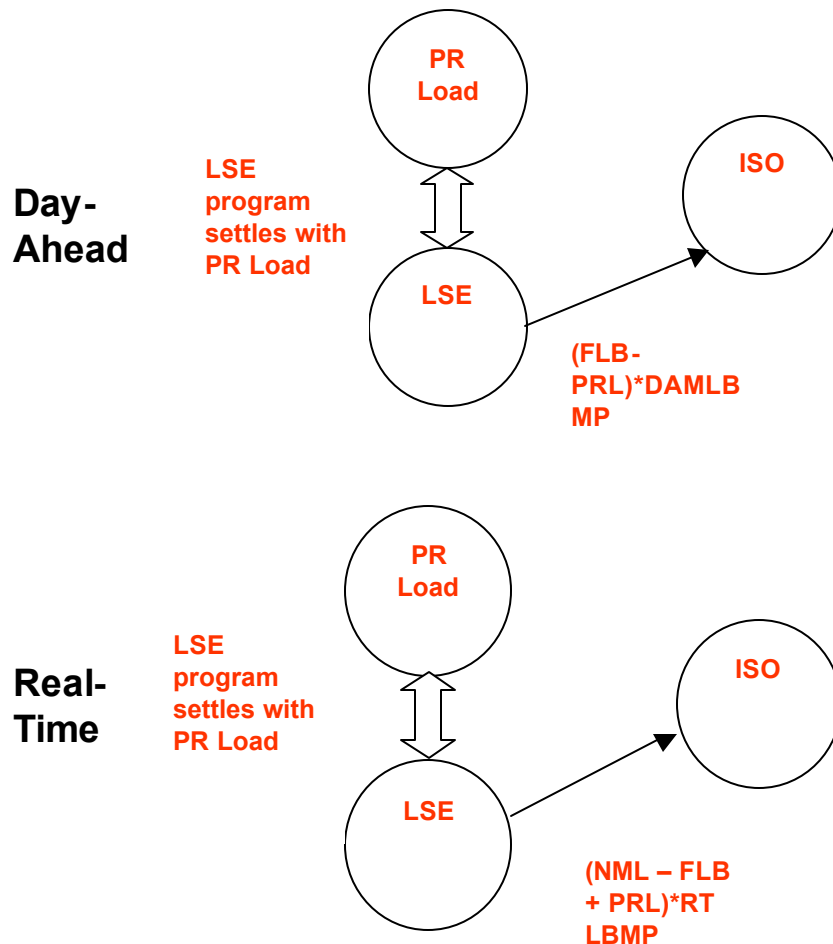 PR
Load
ISO
LSE
program
settles with
PR Load
Day-
Ahead
LSE
(FLB-
PRL)*DAMLB
MP
PR
Load
ISO
LSE
program
settles with
PR Load
Real-
Time
LSE
(NML – FLB
+ PRL)*RT
LBMP